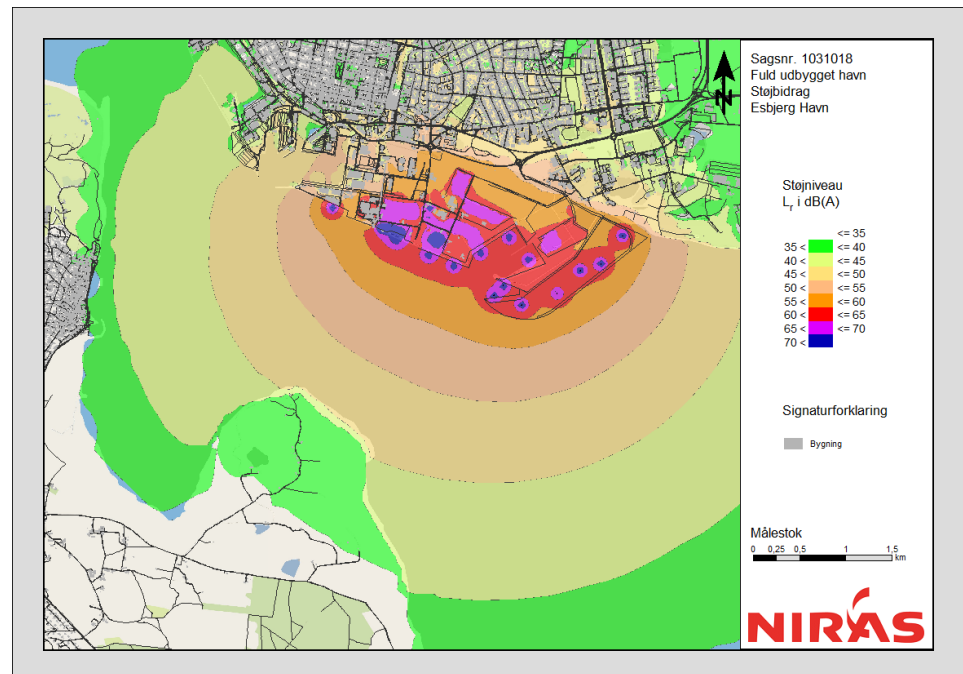 Sagsnr. 1031018
Fuld udbygget havn
Støjbidrag
Esbjerg Havn
N
Støjniveau
Lr i dB(A)
<= 35
35 < <= 40
40 < <= 45
45 < <= 50
50 < <= 55
55 < <= 60
60 < <= 65
65 < <= 70
70 <
Signaturforklaring
Bygning
Målestok
0 0,25 0,5 1 1,5
km
NIRÁS